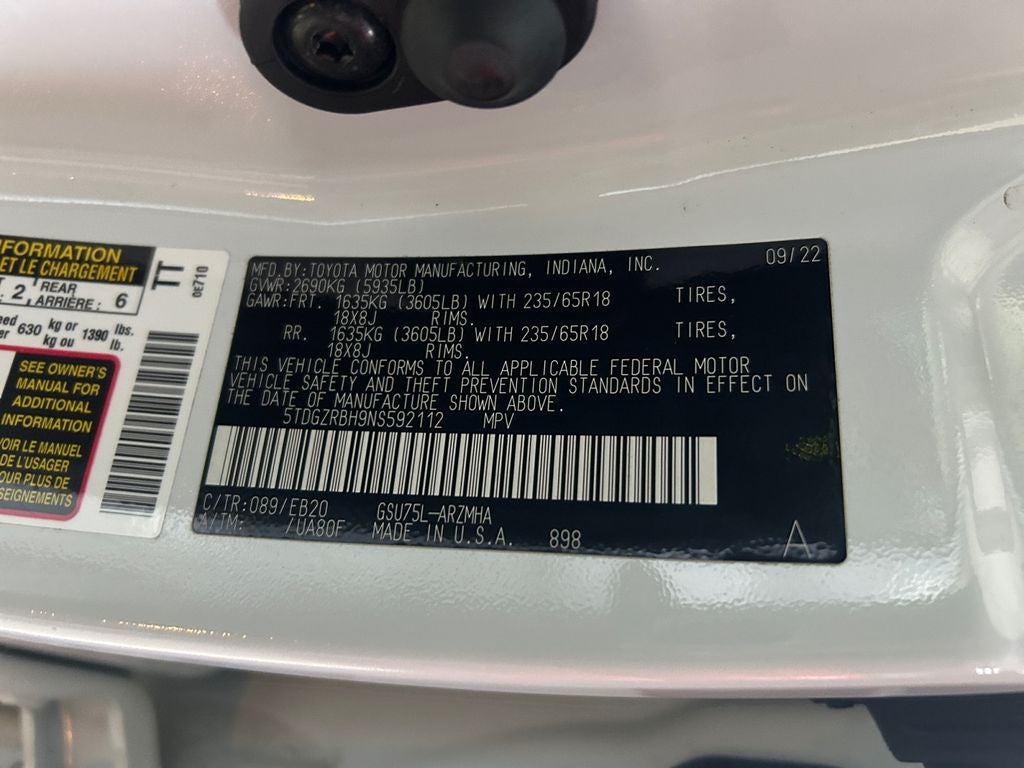 FORMATION
ET LE CHARGEMENT
2 REAR ARRIÈRE: 6
630 kg or kg ou 1390 lbs. lb.
SEE OWNER'S
MANUAL FOR
ADDITIONAL
INFORMATION
VOIR LE MANUEL
DE L'USAGER
POUR PLUS DE
SEIGNEMENTS
TT
0E710
MFD.BY:TOYOTA MOTOR MANUFACTURING, INDIANA, INC. 09/22
GVWR:2690KG (5935LB)
GAWR:FRT. 1635KG (3605LB) WITH 235/65R18 TIRES,
18X8J RIMS.
RR. 1635KG (3605LB) WITH 235/65R18 TIRES,
18X8J RIMS.
THIS VEHICLE CONFORMS TO ALL APPLICABLE FEDERAL MOTOR
VEHICLE SAFETY AND THEFT PREVENTION STANDARDS IN EFFECT ON
THE DATE OF MANUFACTURE SHOWN ABOVE.
5TDGZRBH9NS592112 MPV
C/TR:089/EB20 GSU75L-ARZMHA
A/TM: /UA80F MADE IN U.S.A. 898 A